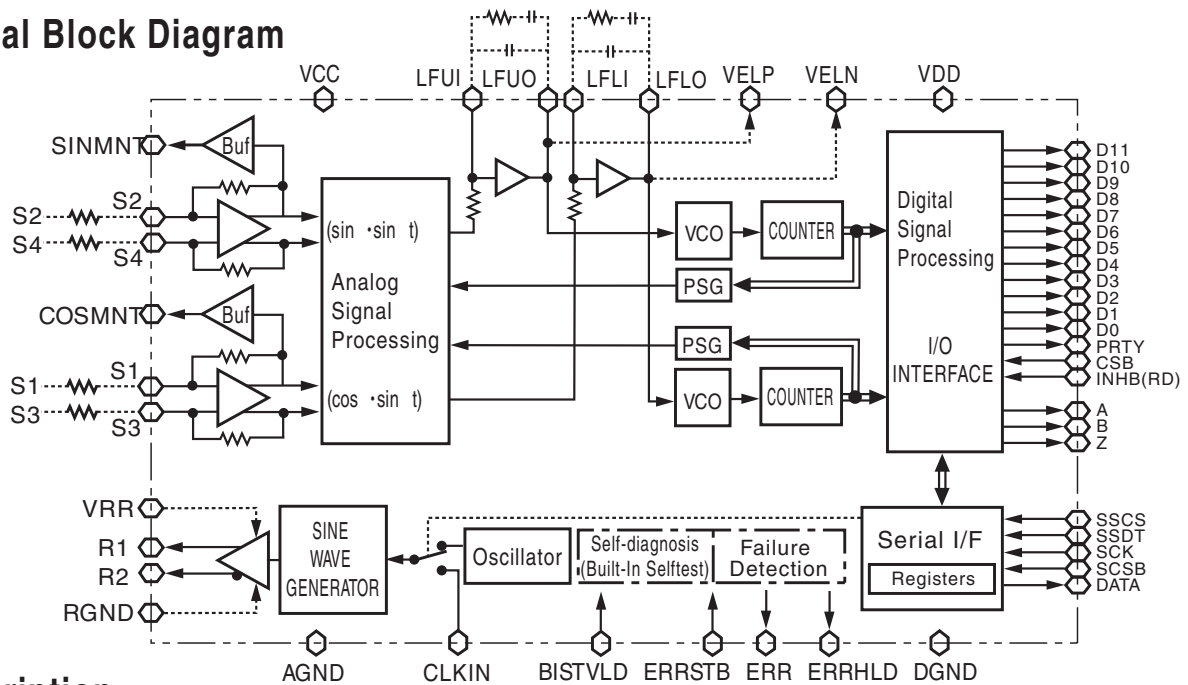 al Block Diagram
VCC
LFUI
LFUO
LFLI
LFLO
VELP
VELN
VDD
SINMNT
Buf
S2
S2
S4
S4
COSMNT
Buf
S1
S1
S3
S3
(sin ・sin t)
Analog
Signal
Processing
(cos ・sin t)
VCO
COUNTER
PSG
PSG
VCO
COUNTER
Digital
Signal
Processing
I/O
INTERFACE
D11
D10
D9
D8
D7
D6
D5
D4
D3
D2
D1
D0
PRTY
CSB
INHB(RD)
A
B
Z
VRR
R1
R2
RGND
SINE
WAVE
GENERATOR
Oscillator
Self-diagnosis
(Built-In Selftest)
Failure
Detection
Serial I/F
Registers
SSCS
SSDT
SCK
SCSB
DATA
AGND
CLKIN
BISTVLD
ERRSTB
ERR
ERRHLD
DGND